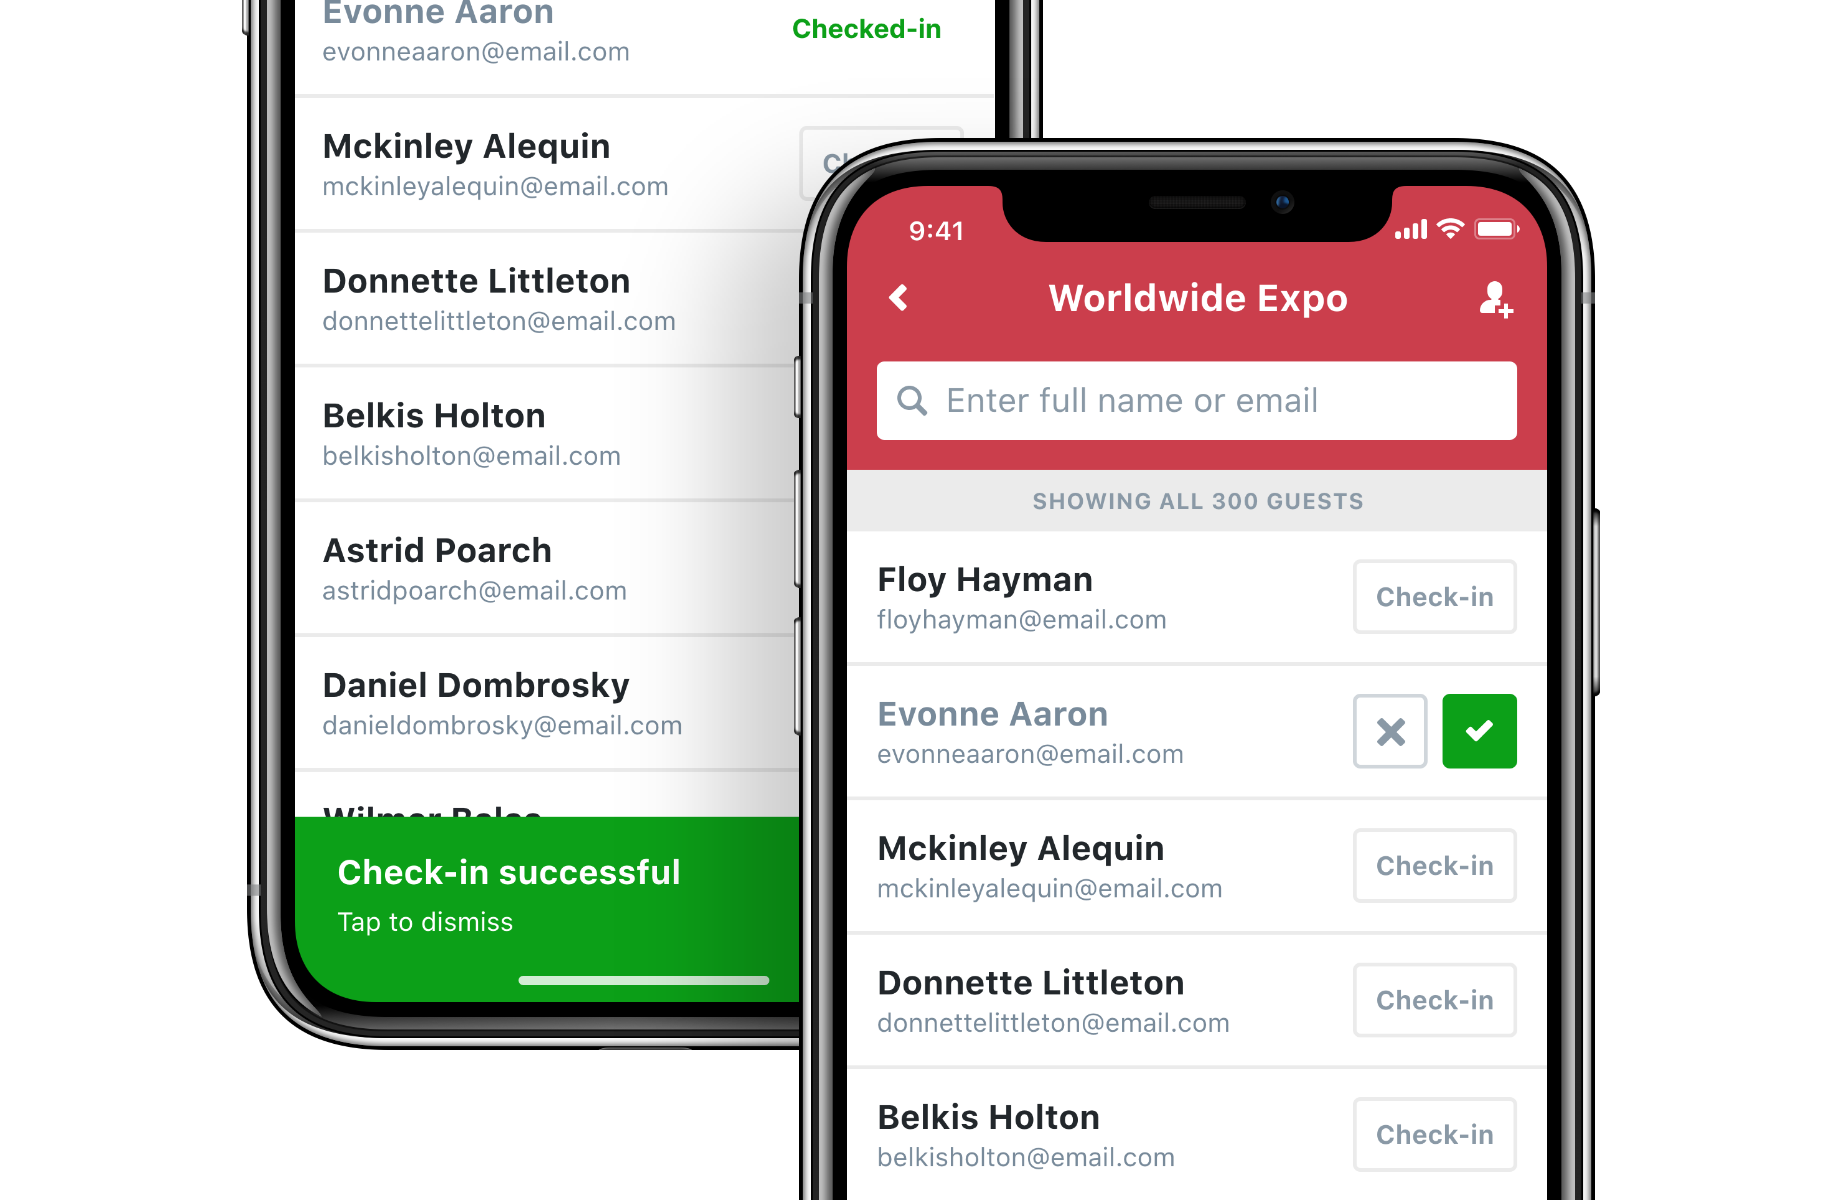 Evonne Aaron
evonneaaron@email.com
Checked-in
Mckinley Alequin
mckinleyalequin@email.com
Donnette Littleton
donnettelittleton@email.com
Belkis Holton
belkisholton@email.com
Astrid Poarch
astridpoarch@email.com
Daniel Dombrosky
danieldombrosky@email.com
Check-in successful
Tap to dismiss
9:41
Worldwide Expo
Enter full name or email
SHOWING ALL 300 GUESTS
Floy Hayman
floyhayman@email.com
Check-in
Evonne Aaron
evonneaaron@email.com
Mckinley Alequin
mckinleyalequin@email.com
Check-in
Donnette Littleton
donnettelittleton@email.com
Check-in
Belkis Holton
belkisholton@email.com
Check-in